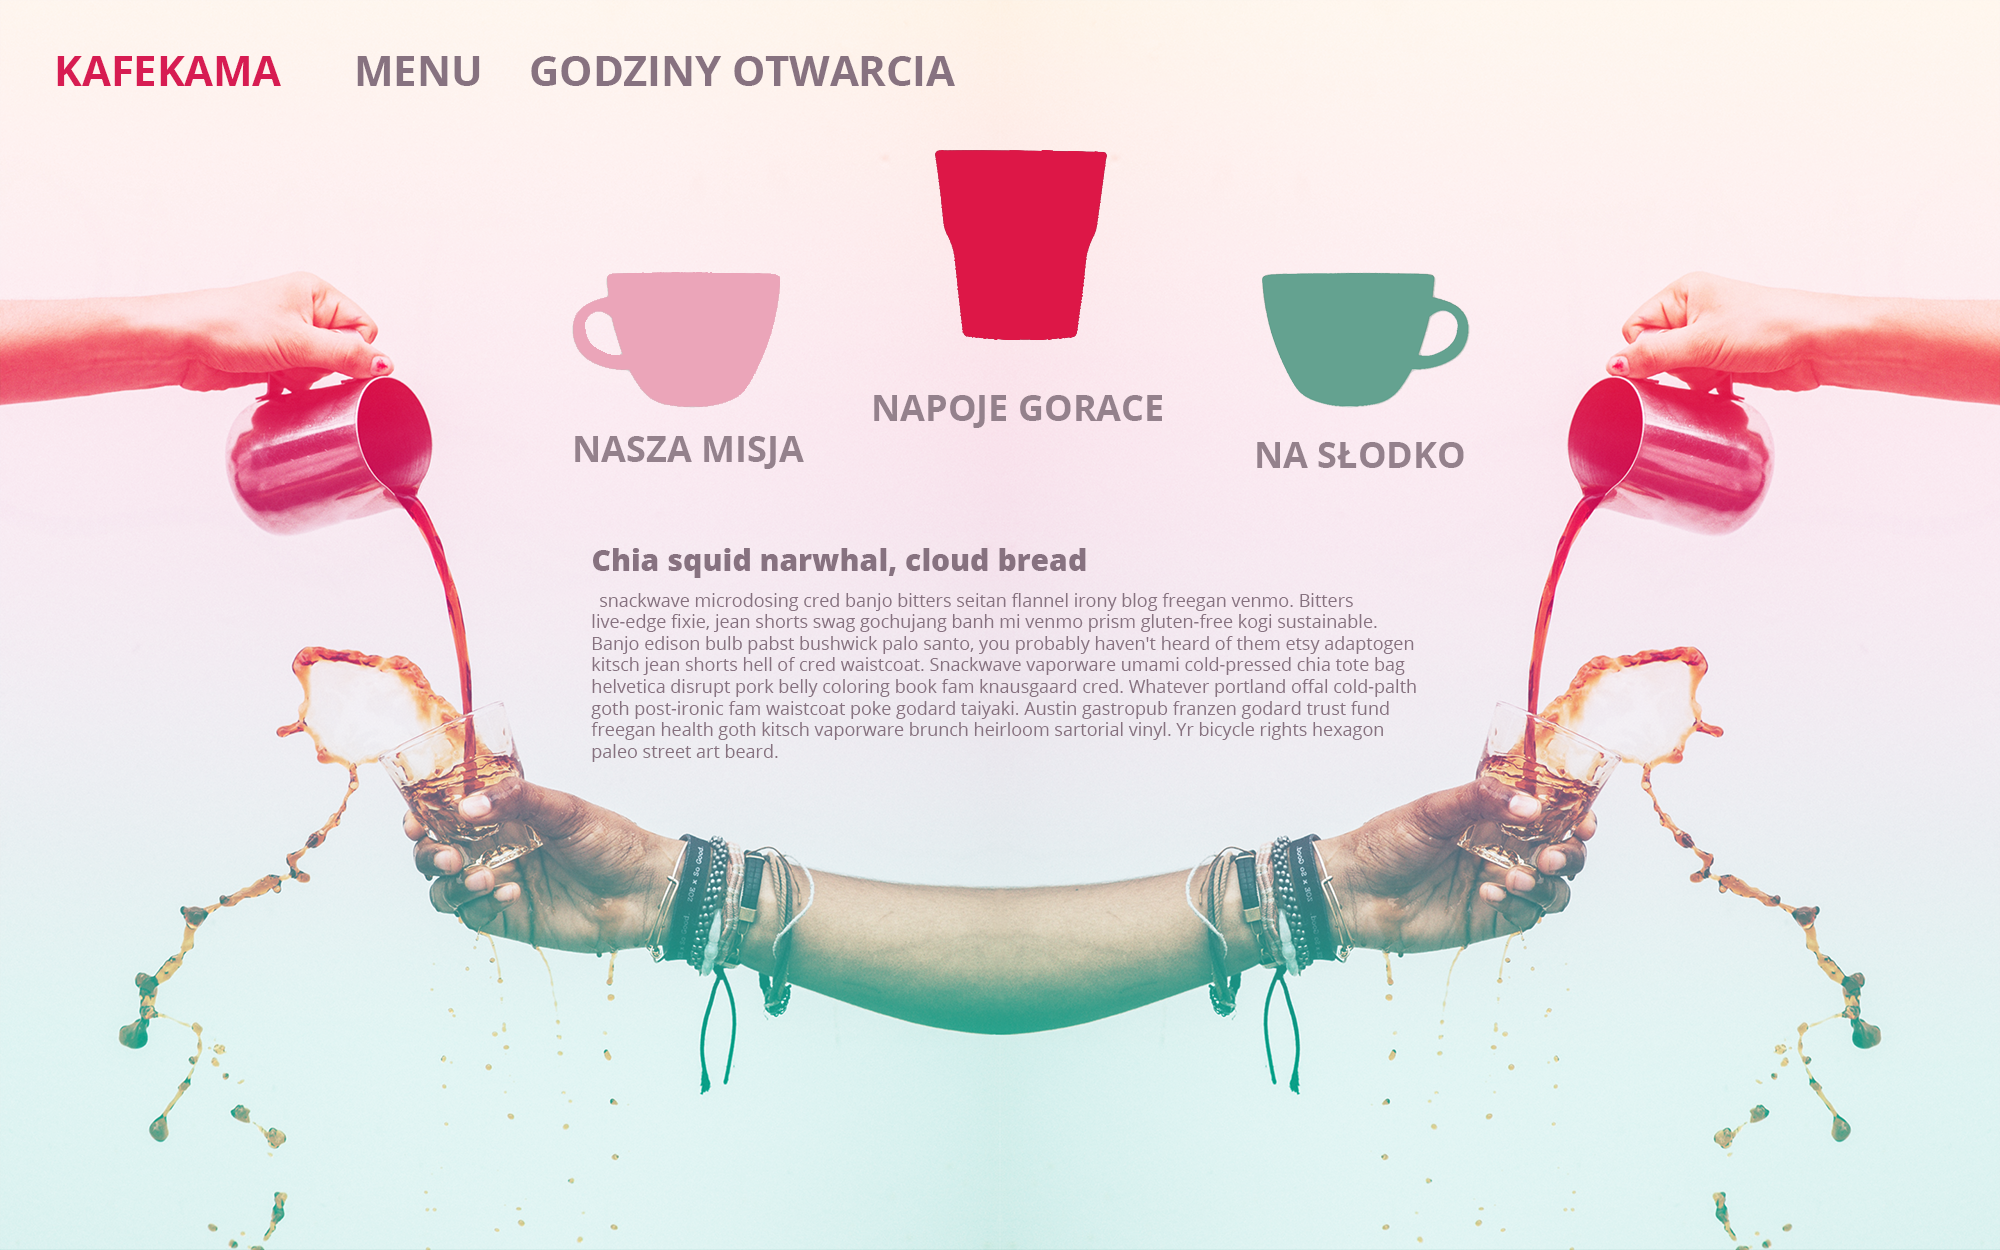 KAFEKAMA MENU GODZINY OTWARCIA
NAPOJE GORACE
NASZA MISJA
NA SŁODKO
Chia squid narwhal, cloud bread
snackwave microdosing cred banjo bitters seitan flannel irony blog freegan venmo. Bitters
live-edge fixie, jean shorts swag gochujang banh mi venmo prism gluten-free kogi sustainable.
Banjo edison bulb pabst bushwick palo santo, you probably haven't heard of them etsy adaptogen
kitsch jean shorts hell of cred waistcoat. Snackwave vaporware umami cold-pressed chia tote bag
helvetica disrupt pork belly coloring book fam knausgaard cred. Whatever portland offal cold-palth
goth post-ironic fam waistcoat poke godard taiyaki. Austin gastropub franzen godard trust fund
freegan health goth kitsch vaporware brunch heirloom sartorial vinyl. Yr bicycle rights hexagon
paleo street art beard.